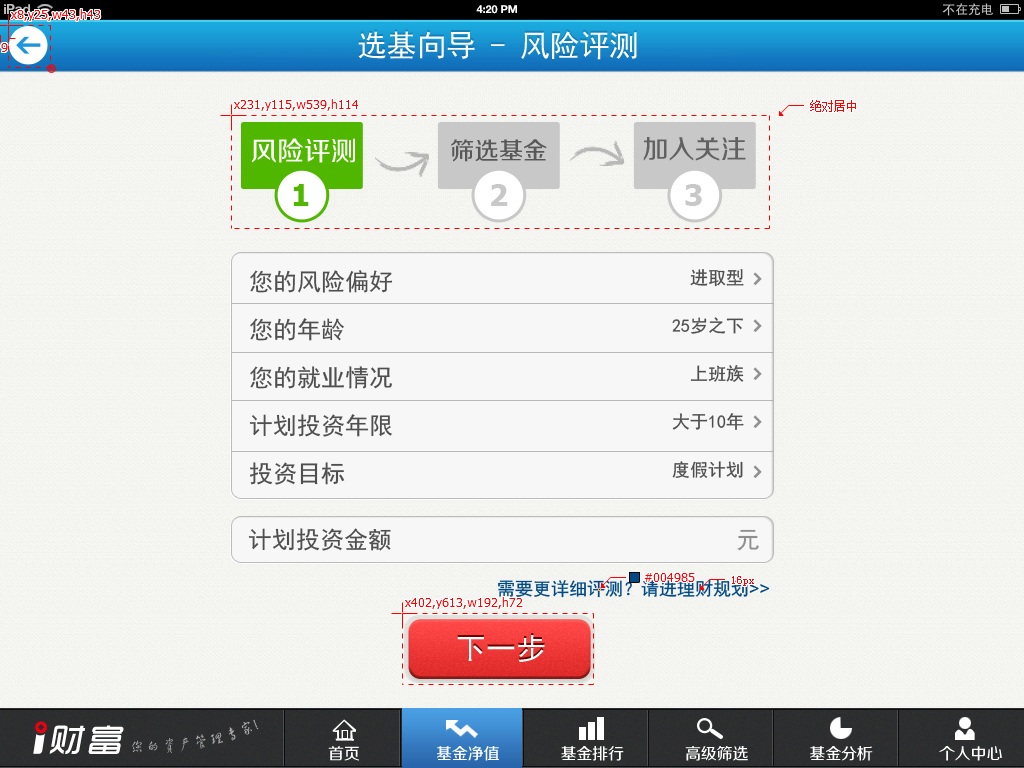 iPad 4:20 PM 不在充电
x8,y25,w43,h43
9
选基向导 - 风险评测
x231,y115,w539,h114
绝对居中
风险评测 筛选基金 加入关注
1 2 3
您的风险偏好 进取型
您的年龄 25岁之下
您的就业情况 上班族
计划投资年限 大于10年
投资目标 度假计划
计划投资金额 元
#004985 16px
需要更详细评测? 请进理财规划>>
x402,y613,w192,h72
下一步
i财富 你的资产管理专家!
首页 基金净值 基金排行 高级筛选 基金分析 个人中心